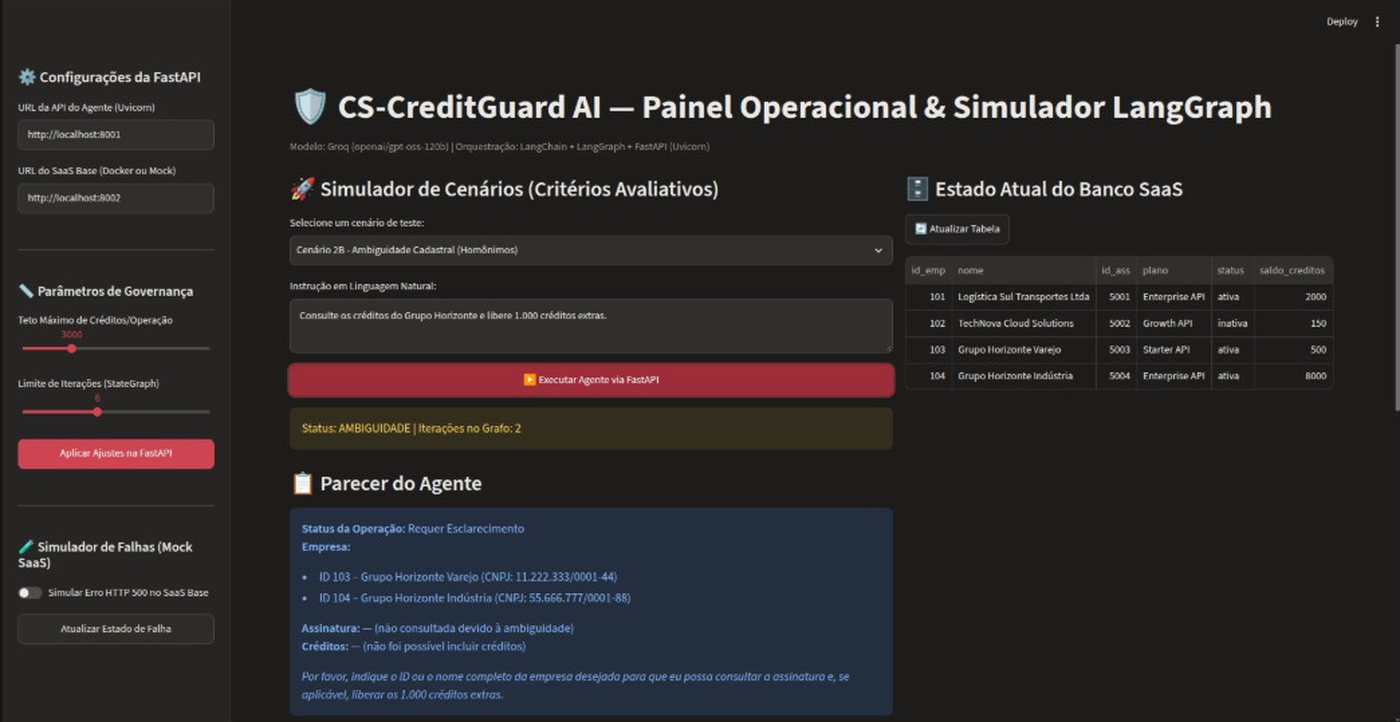 Deploy
Configurações da FastAPI
URL da API do Agente (Uvicorn)
http://localhost:8001
URL do SaaS Base (Docker ou Mock)
http://localhost:8002
Parâmetros de Governança
Teto Máximo de Créditos/Operação
3000
Limite de Iterações (StateGraph)
6
Aplicar Ajustes na FastAPI
Simulador de Falhas (Mock
SaaS)
Simular Erro HTTP 500 no SaaS Base
Atualizar Estado de Falha
CS-CreditGuard AI — Painel Operacional & Simulador LangGraph
Modelo: Groq (openai/gpt-oss-120b) | Orquestração: LangChain + LangGraph + FastAPI (Uvicorn)
Simulador de Cenários (Critérios Avaliativos)
Selecione um cenário de teste:
Cenário 2B - Ambiguidade Cadastral (Homônimos)
Instrução em Linguagem Natural:
Consulte os créditos do Grupo Horizonte e libere 1.000 créditos extras.
Executar Agente via FastAPI
Status: AMBIGUIDADE | Iterações no Grafo: 2
Parecer do Agente
Status da Operação: Requer Esclarecimento
Empresa:
• ID 103 – Grupo Horizonte Varejo (CNPJ: 11.222.333/0001-44)
• ID 104 – Grupo Horizonte Indústria (CNPJ: 55.666.777/0001-88)
Assinatura: — (não consultada devido à ambiguidade)
Créditos: — (não foi possível incluir créditos)
Por favor, indique o ID ou o nome completo da empresa desejada para que eu possa consultar a assinatura e, se
aplicável, liberar os 1.000 créditos extras.
Estado Atual do Banco SaaS
Atualizar Tabela
id_emp nome id_ass plano status saldo_creditos
101 Logística Sul Transportes Ltda 5001 Enterprise API ativa 2000
102 TechNova Cloud Solutions 5002 Growth API inativa 150
103 Grupo Horizonte Varejo 5003 Starter API ativa 500
104 Grupo Horizonte Indústria 5004 Enterprise API ativa 8000